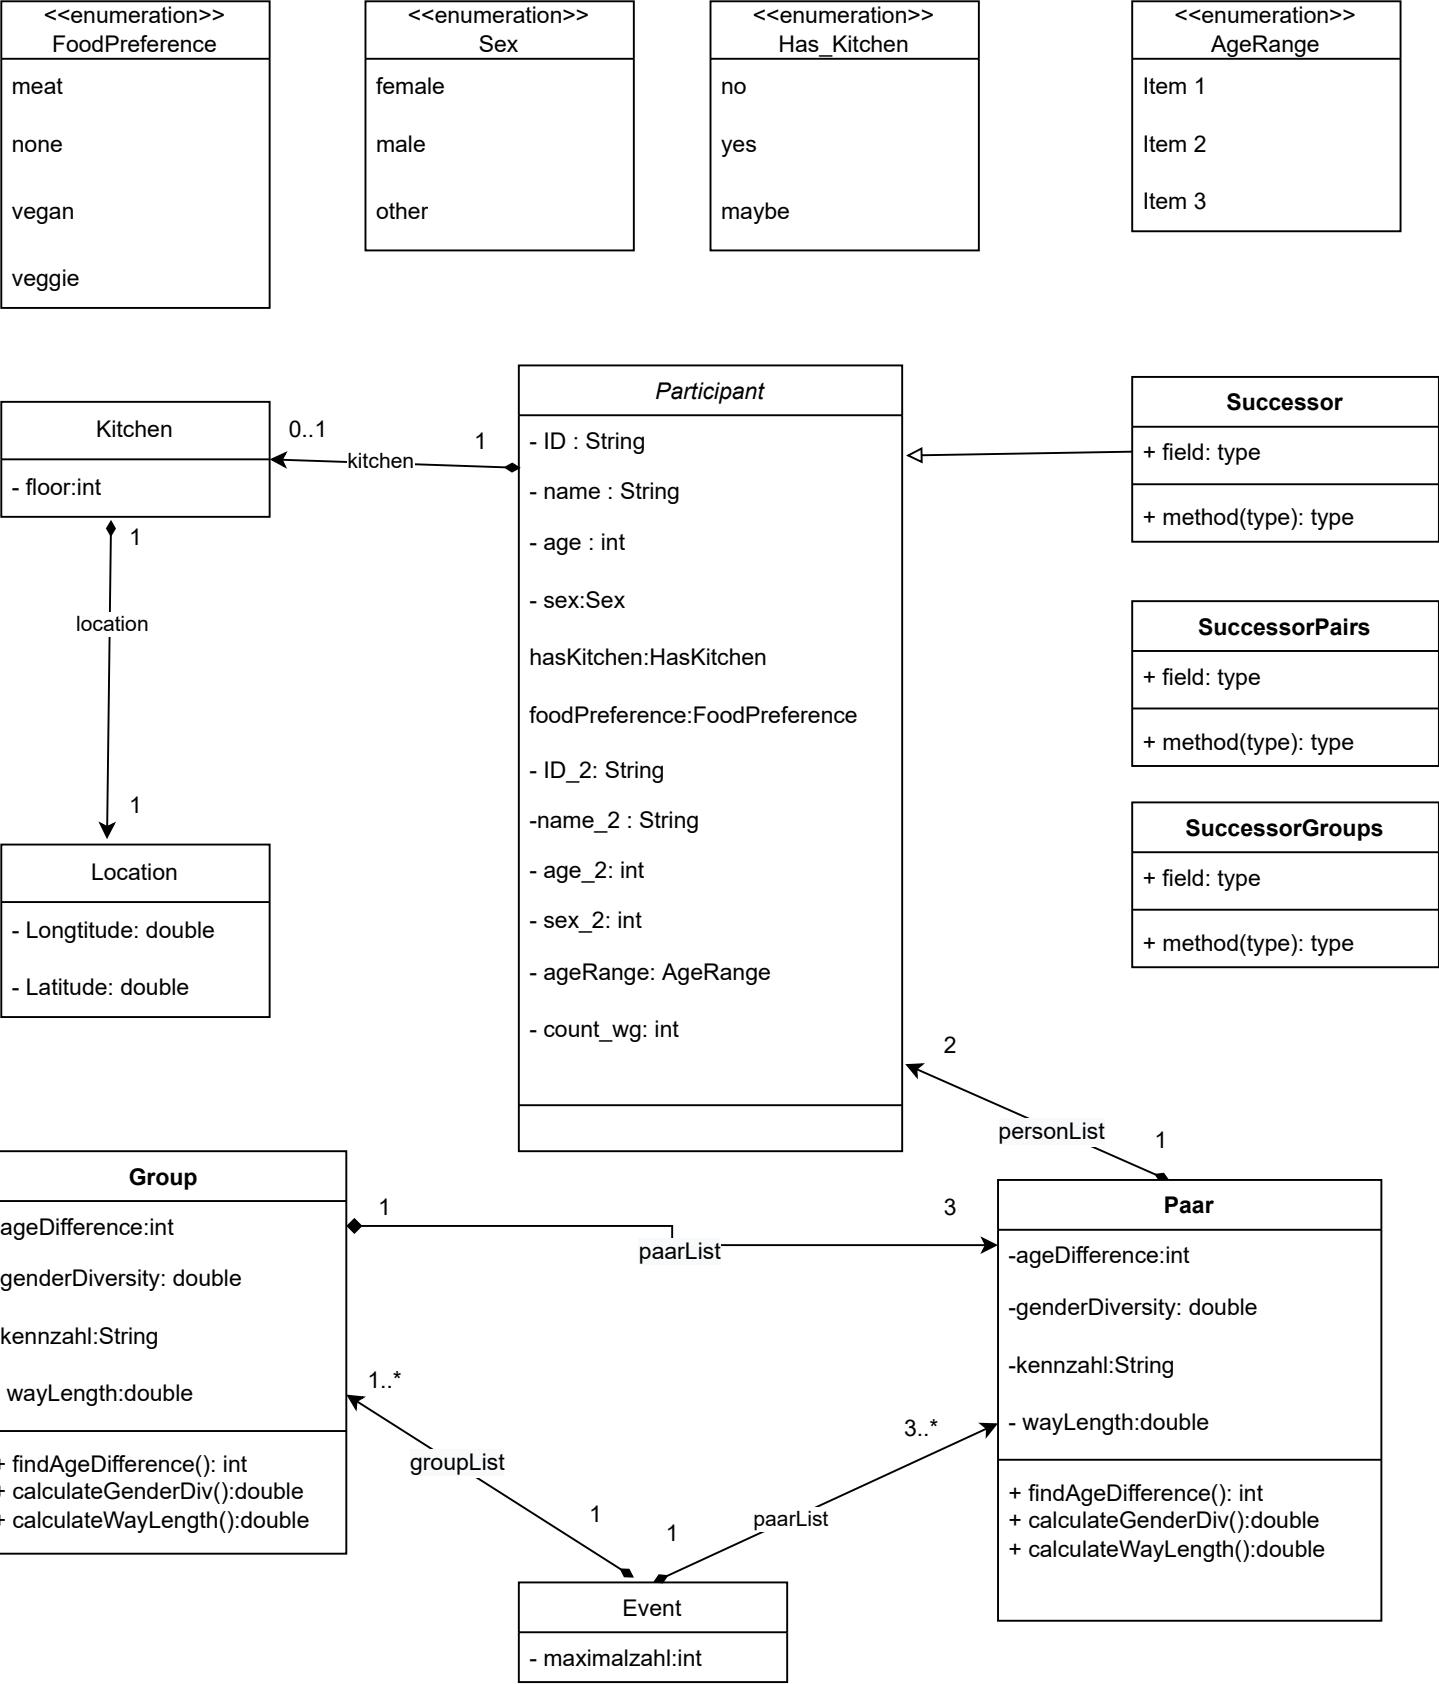 <<enumeration>>
FoodPreference
meat
none
vegan
veggie
<<enumeration>>
Sex
female
male
other
<<enumeration>>
Has_Kitchen
no
yes
maybe
<<enumeration>>
AgeRange
Item 1
Item 2
Item 3
Kitchen
- floor:int
0..1
1
kitchen
1
location
1
Location
- Longtitude: double
- Latitude: double
Participant
- ID : String
- name : String
- age : int
- sex:Sex
hasKitchen:HasKitchen
foodPreference:FoodPreference
- ID_2: String
-name_2 : String
- age_2: int
- sex_2: int
- ageRange: AgeRange
- count_wg: int
Successor
+ field: type
+ method(type): type
SuccessorPairs
+ field: type
+ method(type): type
SuccessorGroups
+ field: type
+ method(type): type
2
personList
1
Group
ageDifference:int
genderDiversity: double
kennzahl:String
wayLength:double
+ findAgeDifference(): int
+ calculateGenderDiv():double
+ calculateWayLength():double
1
3
paarList
Paar
-ageDifference:int
-genderDiversity: double
-kennzahl:String
- wayLength:double
+ findAgeDifference(): int
+ calculateGenderDiv():double
+ calculateWayLength():double
1..*
groupList
1
3..*
paarList
1
Event
- maximalzahl:int